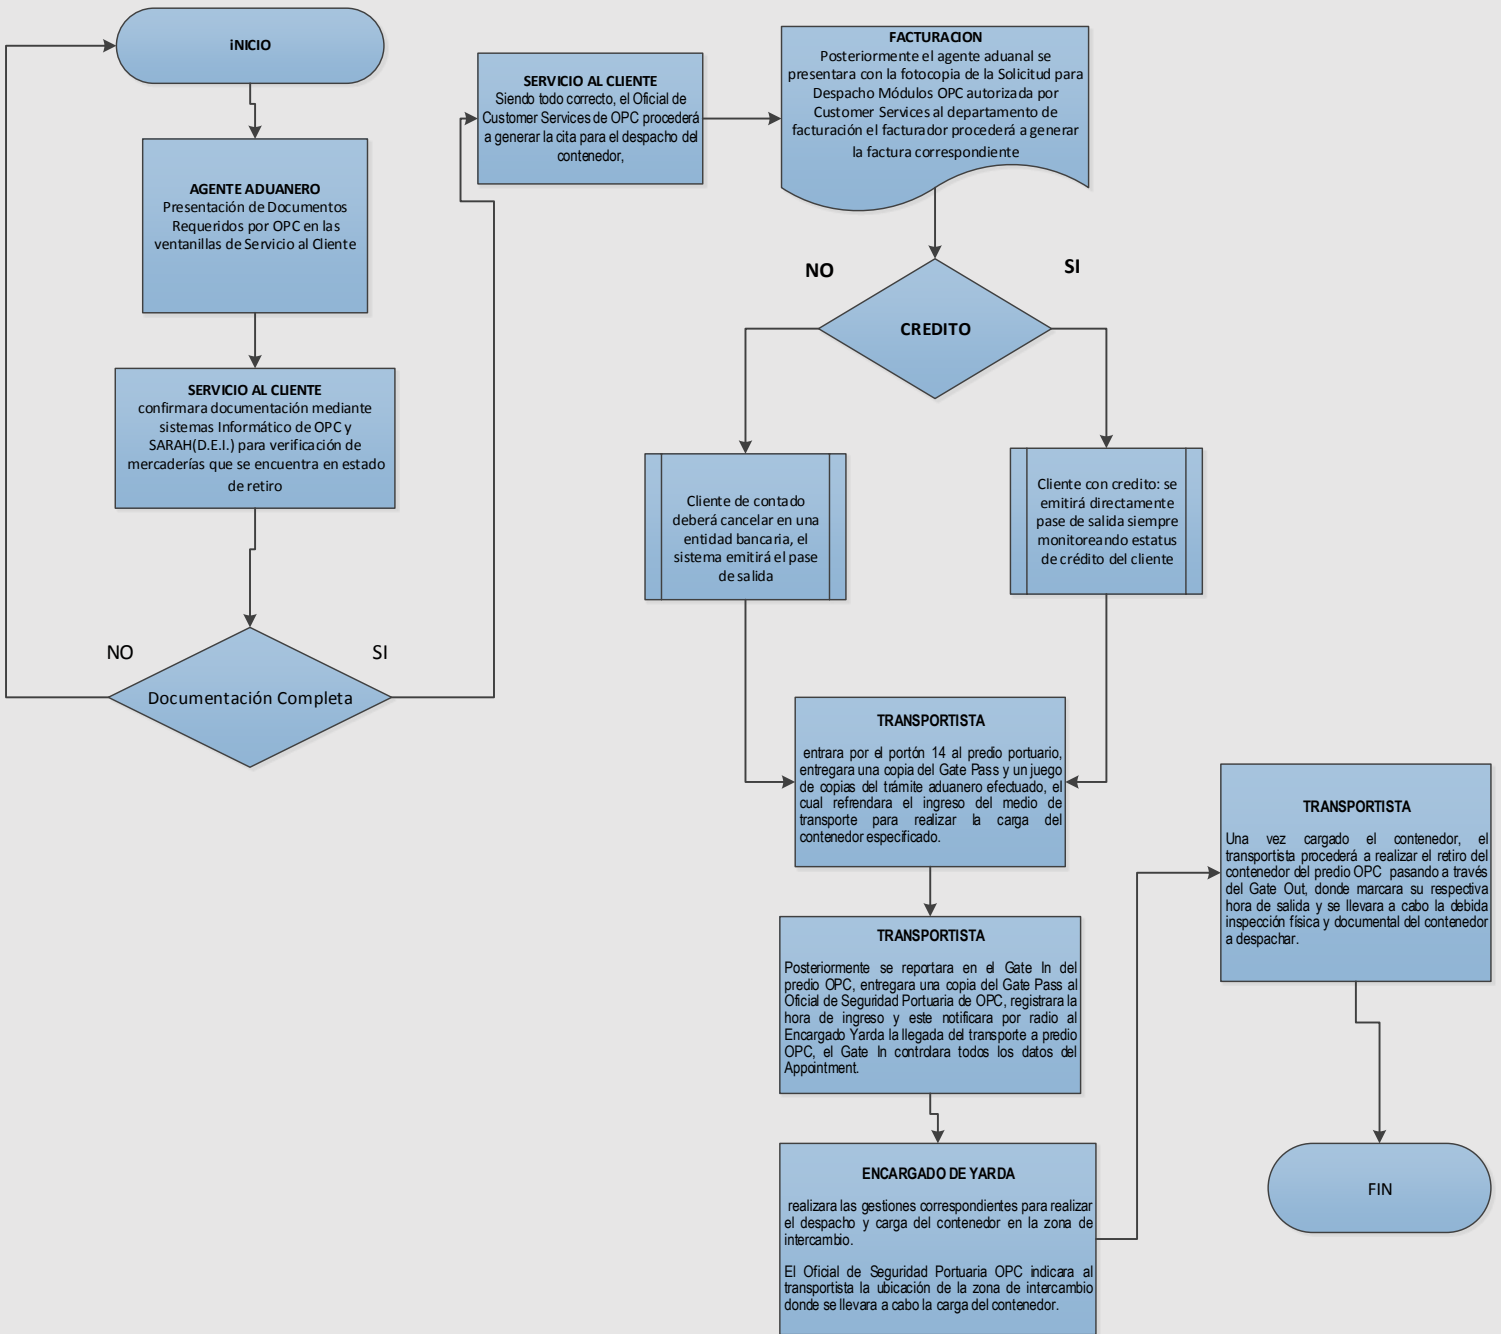 iNICIO
AGENTE ADUANERO
Presentación de Documentos
Requeridos por OPC en las
ventanillas de Servicio al Cliente
SERVICIO AL CLIENTE
confirmara documentación mediante
sistemas Informático de OPC y
SARAH(D.E.I.) para verificación de
mercaderías que se encuentra en estado
de retiro
NO
SI
Documentación Completa
SERVICIO AL CLIENTE
Siendo todo correcto, el Oficial de
Customer Services de OPC procederá
a generar la cita para el despacho del
contenedor,
FACTURACION
Posteriormente el agente aduanal se
presentara con la fotocopia de la Solicitud para
Despacho Módulos OPC autorizada por
Customer Services al departamento de
facturación el facturador procederá a generar
la factura correspondiente
NO
SI
CREDITO
Cliente de contado
deberá cancelar en una
entidad bancaria, el
sistema emitirá el pase
de salida
Cliente con credito: se
emitirá directamente
pase de salida siempre
monitoreando estatus
de crédito del cliente
TRANSPORTISTA
entrara por el portón 14 al predio portuario,
entregara una copia del Gate Pass y un juego
de copias del trámite aduanero efectuado, el
cual refrendara el ingreso del medio de
transporte para realizar la carga del
contenedor especificado.
TRANSPORTISTA
Posteriormente se reportara en el Gate In del
predio OPC, entregara una copia del Gate Pass al
Oficial de Seguridad Portuaria de OPC, registrara la
hora de ingreso y este notificara por radio al
Encargado Yarda la llegada del transporte a predio
OPC, el Gate In controlara todos los datos del
Appointment.
ENCARGADO DE YARDA
realizara las gestiones correspondientes para realizar
el despacho y carga del contenedor en la zona de
intercambio.
El Oficial de Seguridad Portuaria OPC indicara al
transportista la ubicación de la zona de intercambio
donde se llevara a cabo la carga del contenedor.
TRANSPORTISTA
Una vez cargado el contenedor, el
transportista procederá a realizar el retiro del
contenedor del predio OPC pasando a través
del Gate Out, donde marcara su respectiva
hora de salida y se llevara a cabo la debida
inspección física y documental del contenedor
a despachar.
FIN